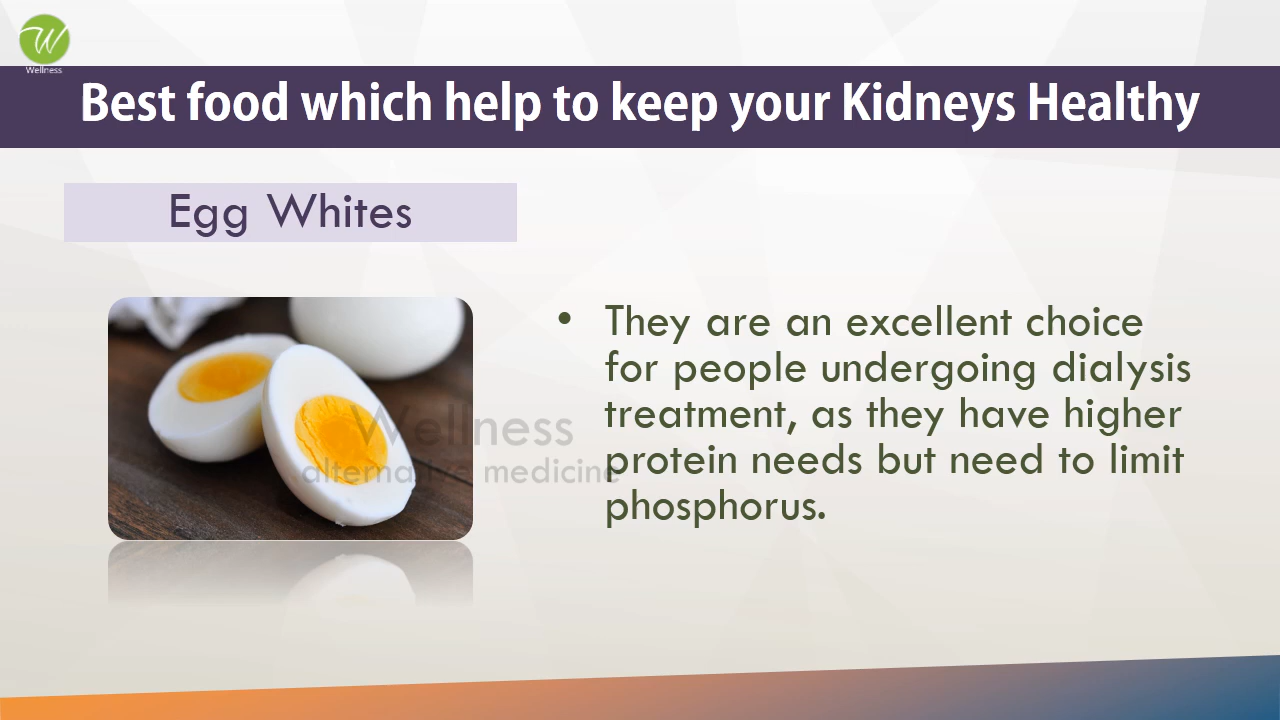 Wellness
Best food which help to keep your Kidneys Healthy
Egg Whites
Wellness
alternative medicine
• They are an excellent choice
for people undergoing dialysis
treatment, as they have higher
protein needs but need to limit
phosphorus.